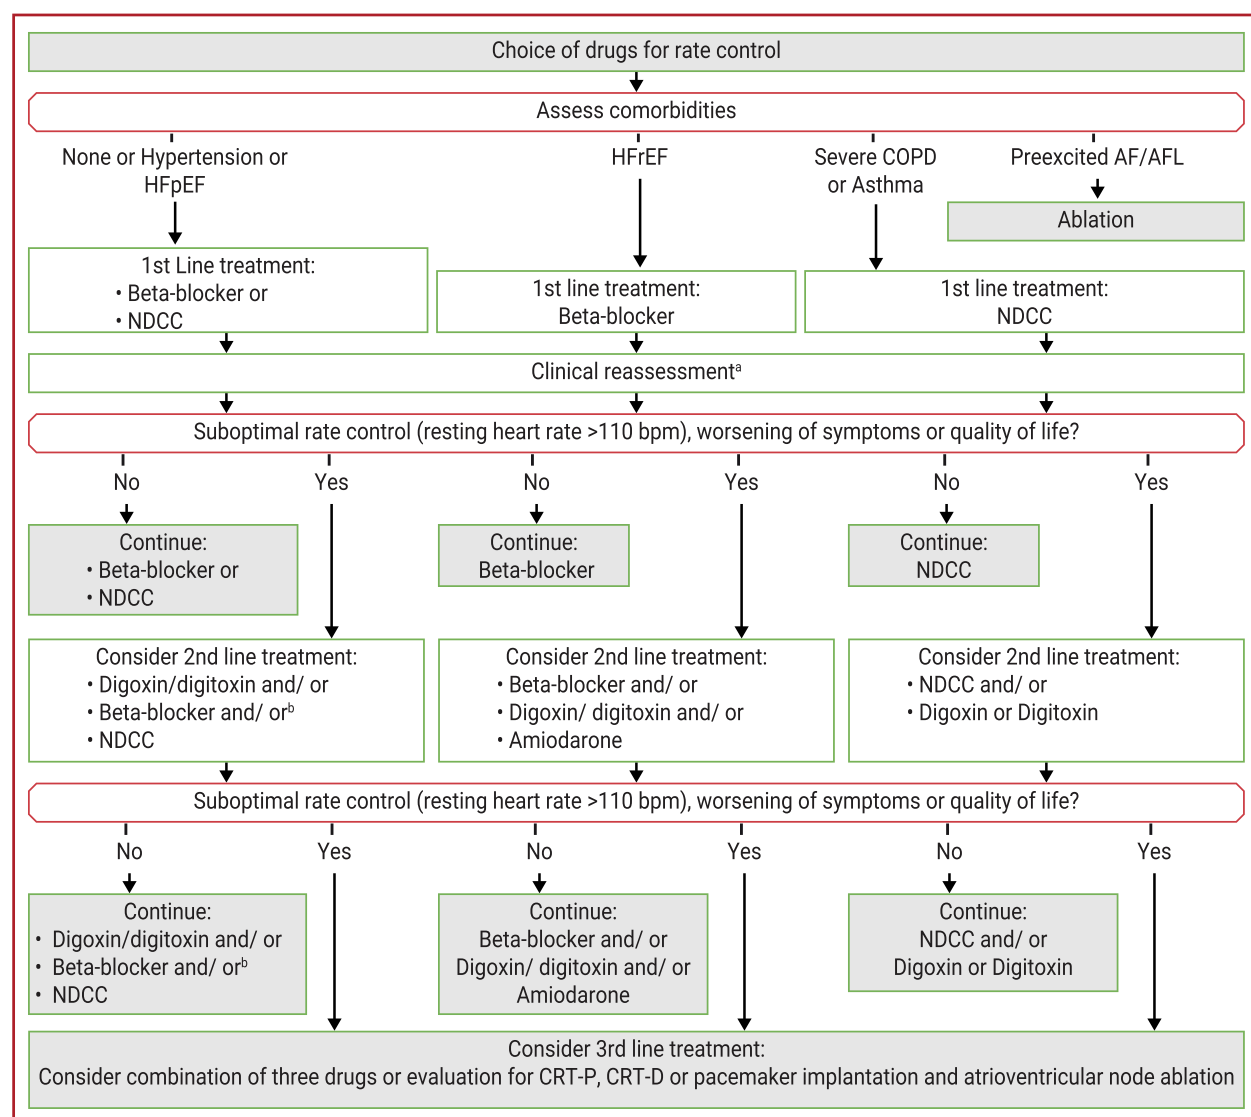 Choice of drugs for rate control
Assess comorbidities
None or Hypertension or
HFpEF
HFrEF
Severe COPD
or Asthma
Preexcited AF/AFL
Ablation
1st Line treatment:
• Beta-blocker or
• NDCC
1st line treatment:
Beta-blocker
1st line treatment:
NDCC
Clinical reassessmentᵃ
Suboptimal rate control (resting heart rate >110 bpm), worsening of symptoms or quality of life?
No
Yes
No
Yes
No
Yes
Continue:
• Beta-blocker or
• NDCC
Continue:
Beta-blocker
Continue:
NDCC
Consider 2nd line treatment:
• Digoxin/digitoxin and/ or
• Beta-blocker and/ orᵇ
• NDCC
Consider 2nd line treatment:
• Beta-blocker and/ or
• Digoxin/ digitoxin and/ or
• Amiodarone
Consider 2nd line treatment:
• NDCC and/ or
• Digoxin or Digitoxin
Suboptimal rate control (resting heart rate >110 bpm), worsening of symptoms or quality of life?
No
Yes
No
Yes
No
Yes
Continue:
• Digoxin/digitoxin and/ or
• Beta-blocker and/ orᵇ
• NDCC
Continue:
Beta-blocker and/ or
Digoxin/ digitoxin and/ or
Amiodarone
Continue:
NDCC and/ or
Digoxin or Digitoxin
Consider 3rd line treatment:
Consider combination of three drugs or evaluation for CRT-P, CRT-D or pacemaker implantation and atrioventricular node ablation